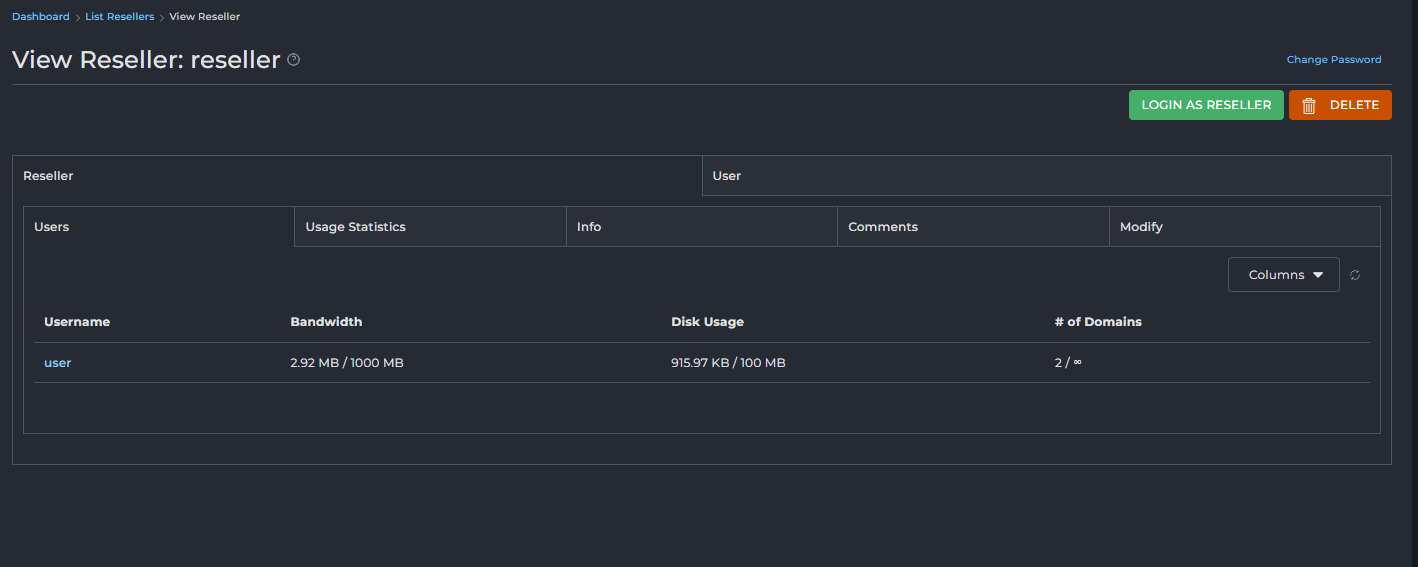 Dashboard > List Resellers > View Reseller
View Reseller: reseller ?
Change Password
LOGIN AS RESELLER DELETE
Reseller User
Users Usage Statistics Info Comments Modify
Columns
Username Bandwidth Disk Usage # of Domains
user 2.92 MB / 1000 MB 915.97 KB / 100 MB 2 / ∞